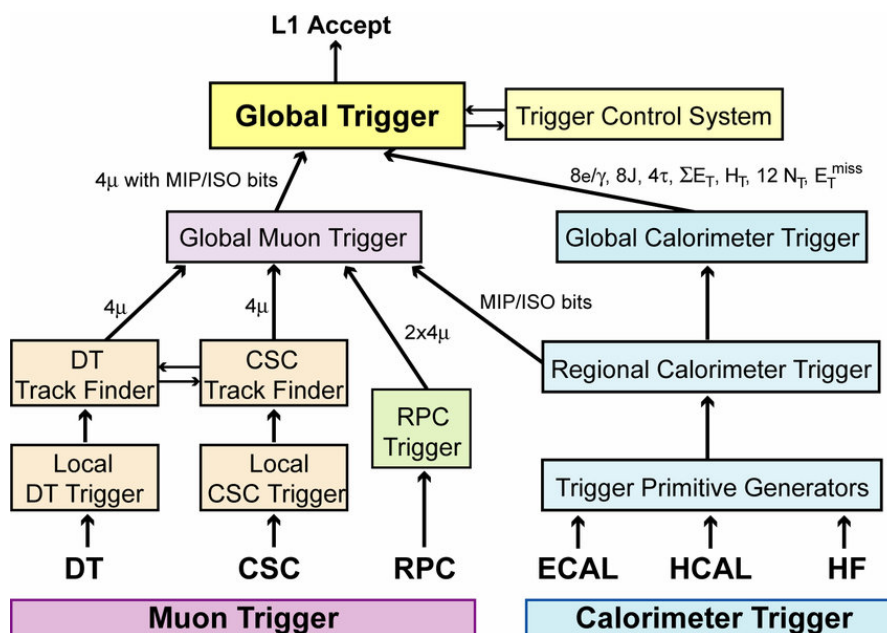 L1 Accept
Global Trigger
Trigger Control System
4μ with MIP/ISO bits
8e/γ, 8J, 4τ, ΣE_T, H_T, 12 N_T, E_T^miss
Global Muon Trigger
Global Calorimeter Trigger
4μ
4μ
2x4μ
MIP/ISO bits
DT
Track Finder
CSC
Track Finder
Regional Calorimeter Trigger
RPC
Trigger
Local
DT Trigger
Local
CSC Trigger
Trigger Primitive Generators
DT
CSC
RPC
ECAL
HCAL
HF
Muon Trigger
Calorimeter Trigger